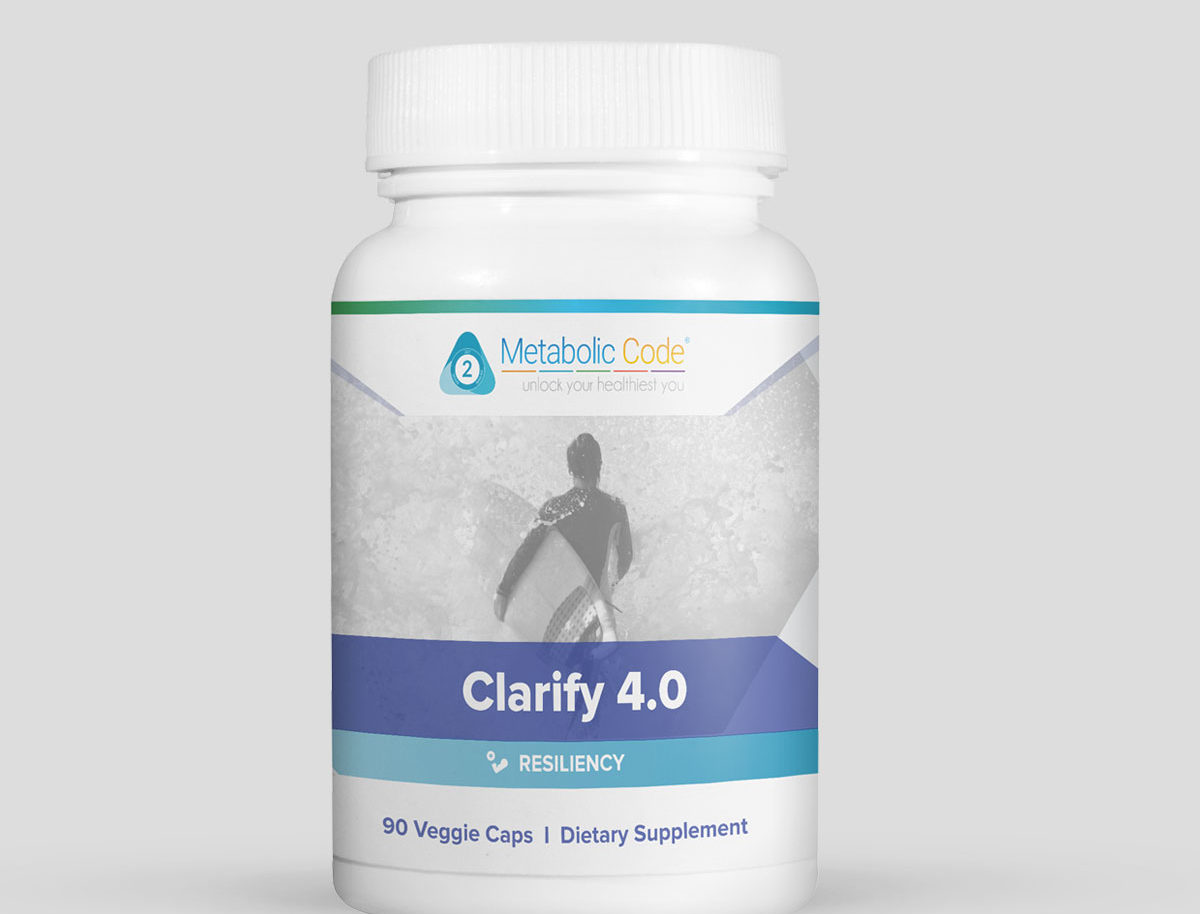 2
Metabolic Code®
unlock your healthiest you
Clarify 4.0
RESILIENCY
90 Veggie Caps | Dietary Supplement